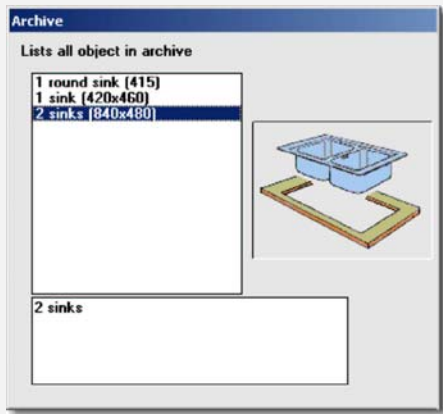 Archive
Lists all object in archive
1 round sink (415)
1 sink (420x460)
2 sinks (840x480)
2 sinks